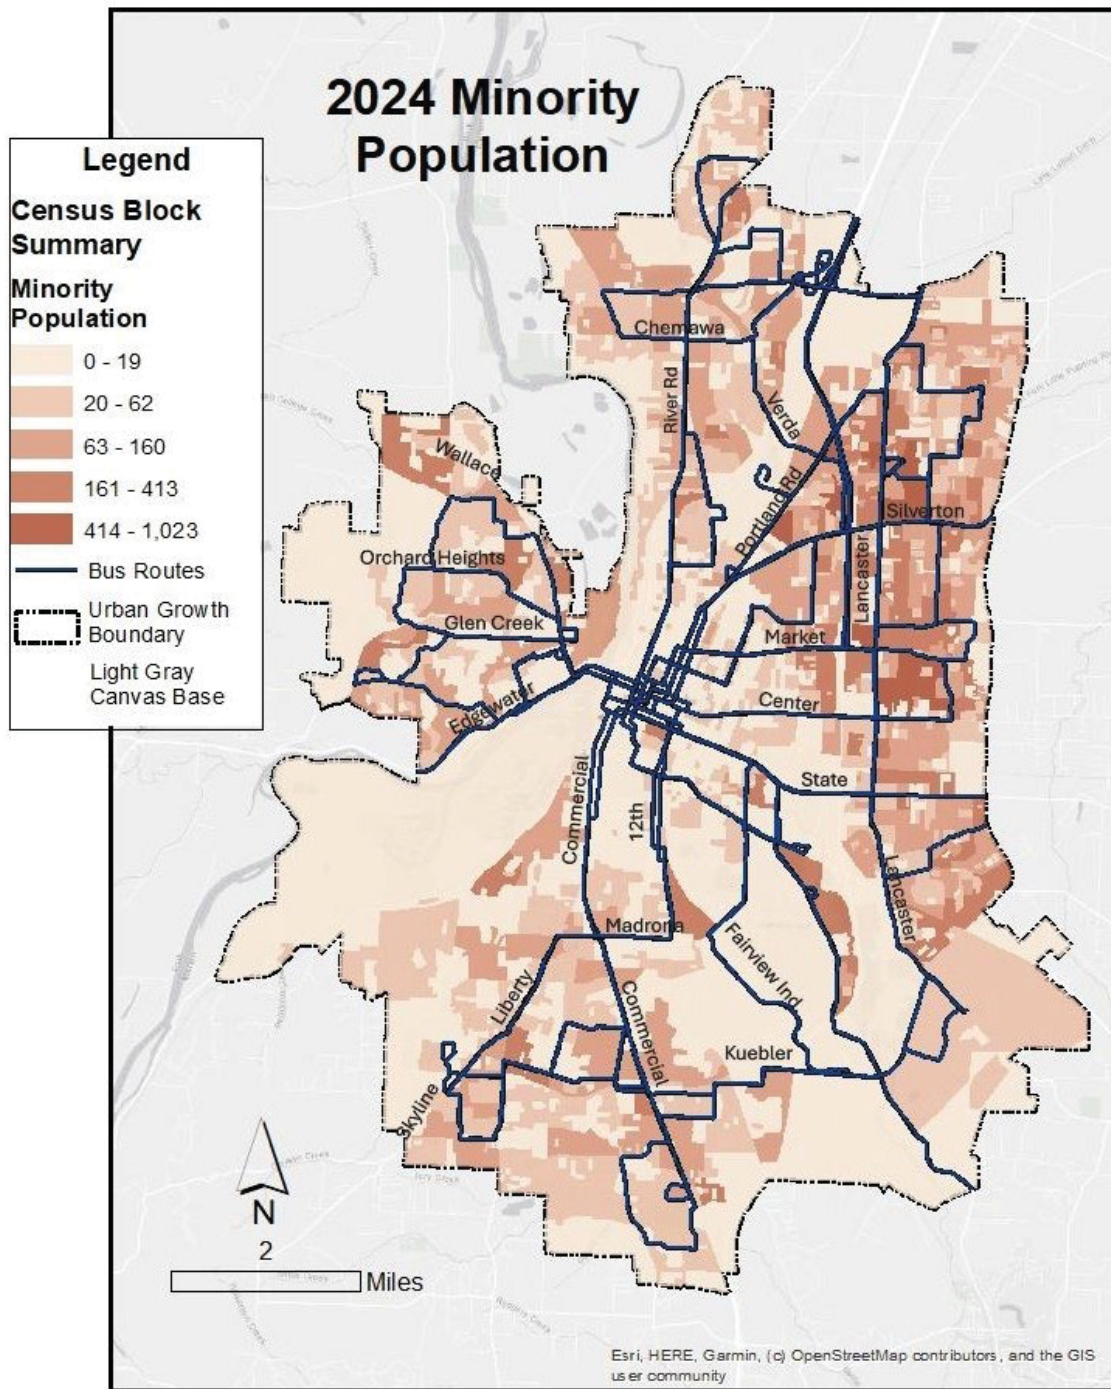 2024 Minority
Population
Legend
Census Block
Summary
Minority
Population
0 - 19
20 - 62
63 - 160
161 - 413
414 - 1,023
Bus Routes
Urban Growth
Boundary
Light Gray
Canvas Base
Chemawa
River Rd
Verda
Portland Rd
Wallace
Silverton
Lancaster
Orchard Heights
Glen Creek
Market
Edgewater
Center
State
Commercial
12th
Lancaster
Madrona
Fairview Ind
Liberty
Commercial
Kuebler
Skyline
N
2
Miles
Esri, HERE, Garmin, (c) OpenStreetMap contributors, and the GIS
user community